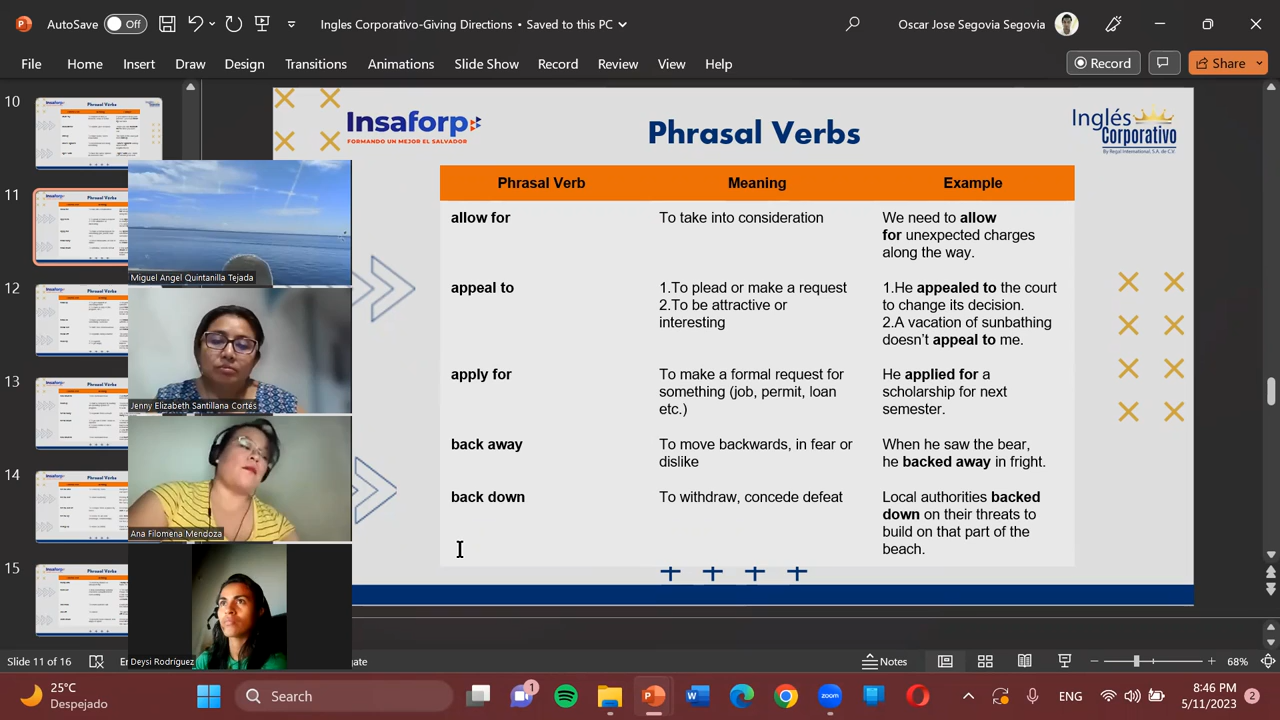 AutoSave Off
Ingles Corporativo-Giving Directions • Saved to this PC
Oscar Jose Segovia Segovia
File Home Insert Draw Design Transitions Animations Slide Show Record Review View Help
Record
Share
10
11
12
13
14
15
Insaforp
FORMANDO UN MEJOR EL SALVADOR
Phrasal Verbs
Inglés
Corporativo
By Regal International, S.A. de C.V.
Phrasal Verb Meaning Example
allow for To take into consideration We need to allow
for unexpected charges
along the way.
appeal to 1.To plead or make a request 1.He appealed to the court
2.To be attractive or to change its decision.
interesting 2.A vacation of sunbathing
doesn't appeal to me.
apply for To make a formal request for He applied for a
something (job, permit, loan scholarship for next
etc.) semester.
back away To move backwards, in fear or When he saw the bear,
dislike he backed away in fright.
back down To withdraw, concede defeat Local authorities backed
down on their threats to
build on that part of the
beach.
Miguel Angel Quintanilla Tejada
Jenny Elizabeth Santillana Cortés
Ana Filomena Mendoza
Deysi Rodríguez
Slide 11 of 16
Notes
68%
25°C
Despejado
Search
1
zoom
ENG
8:46 PM
5/11/2023
2